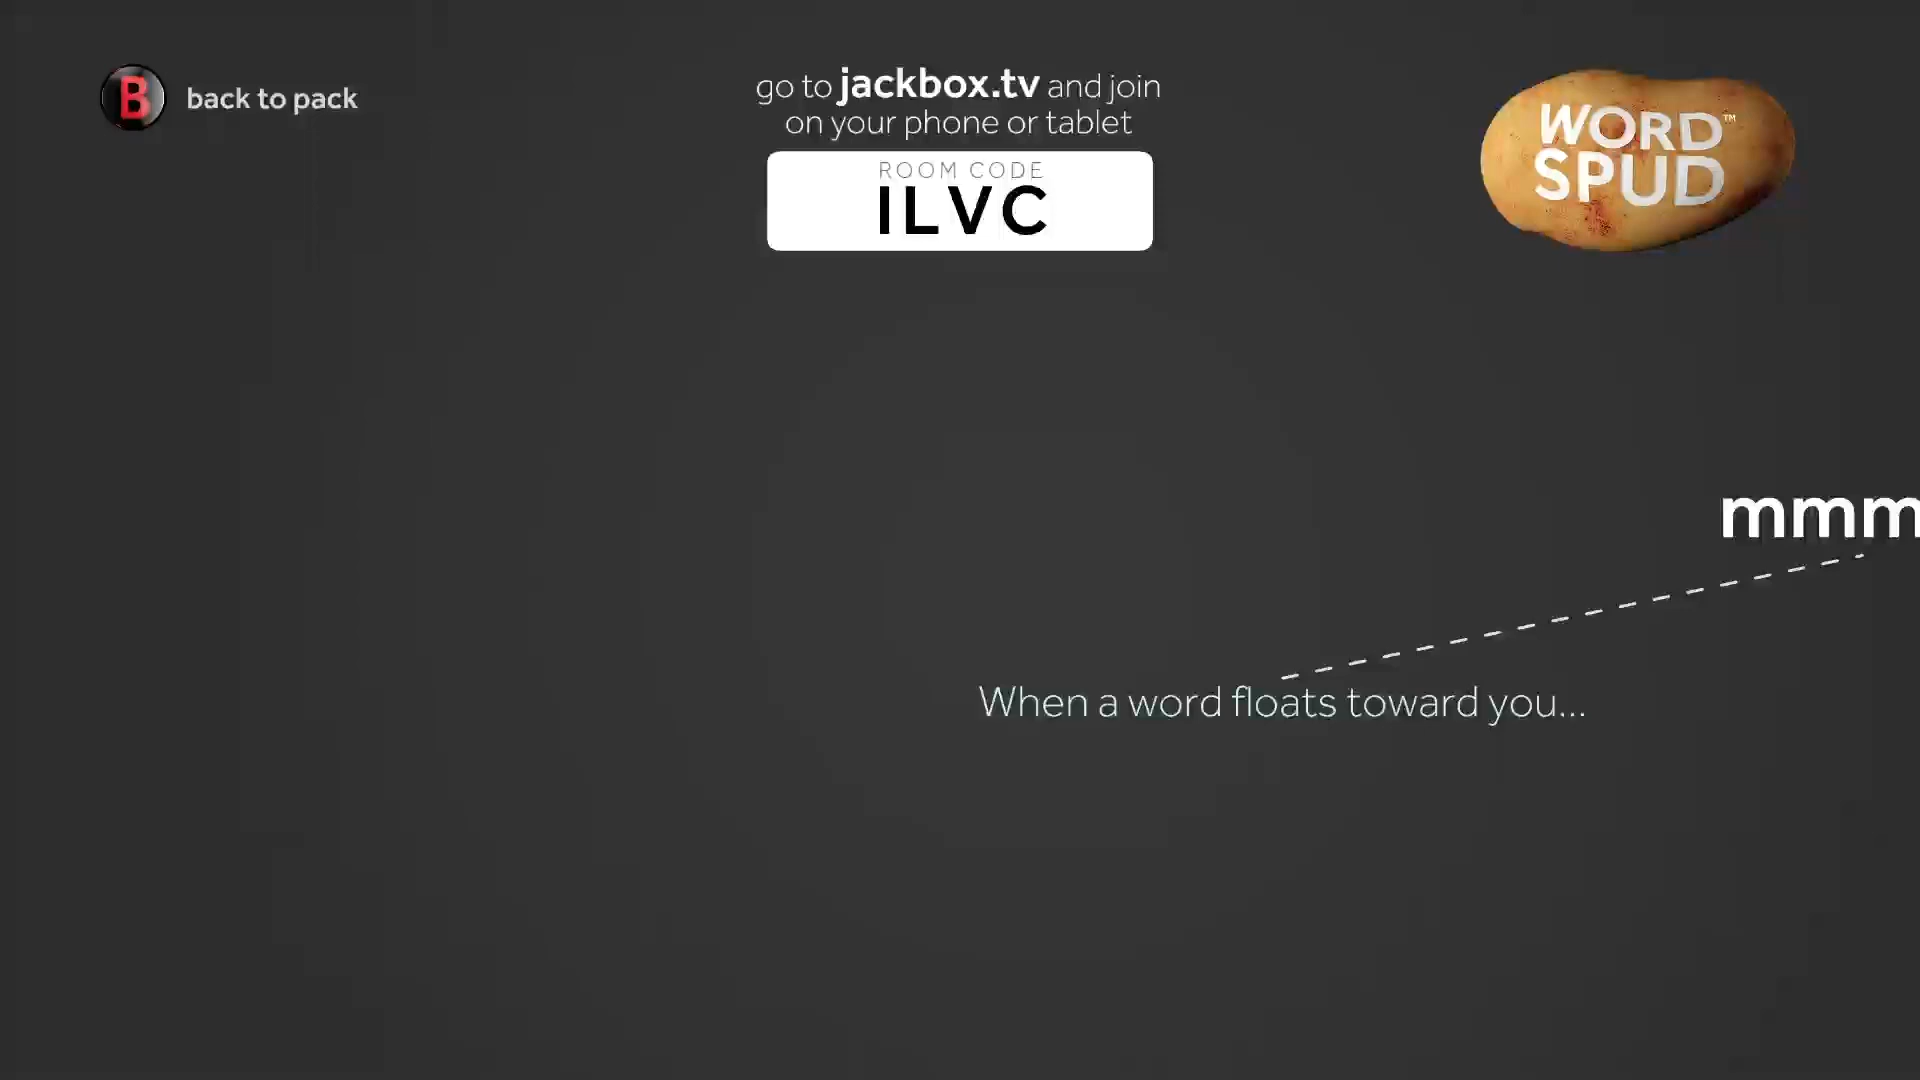 B back to pack
go to jackbox.tv and join
on your phone or tablet
ROOM CODE
ILVC
WORD™
SPUD
mmm
When a word floats toward you...